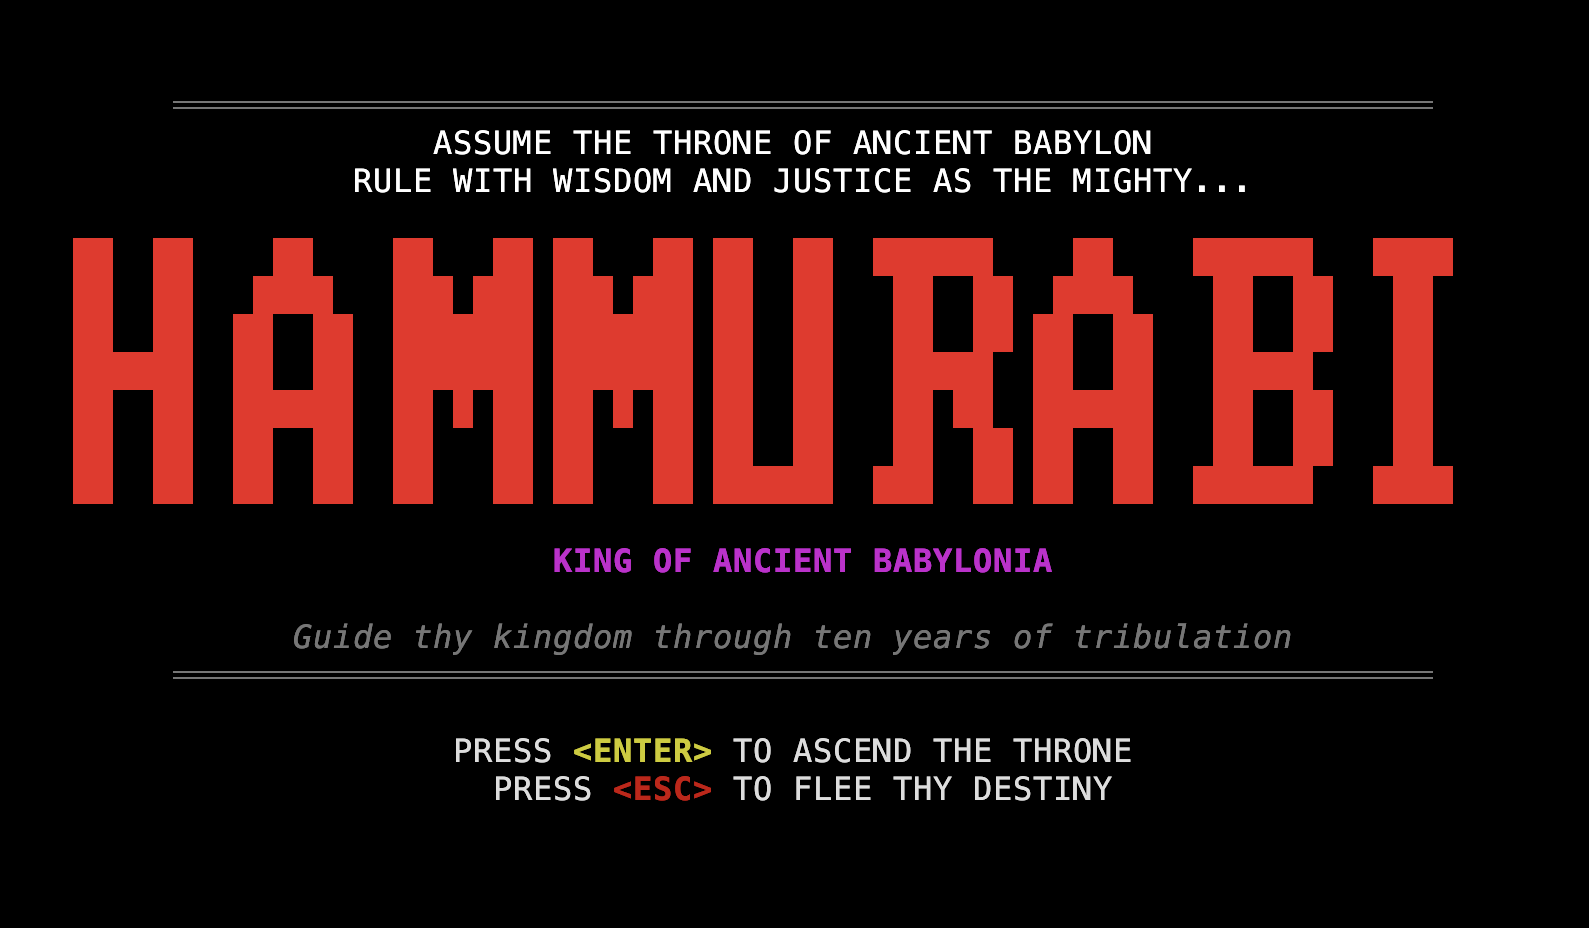 ASSUME THE THRONE OF ANCIENT BABYLON
RULE WITH WISDOM AND JUSTICE AS THE MIGHTY...
HAMMURABI
KING OF ANCIENT BABYLONIA
Guide thy kingdom through ten years of tribulation
PRESS <ENTER> TO ASCEND THE THRONE
PRESS <ESC> TO FLEE THY DESTINY